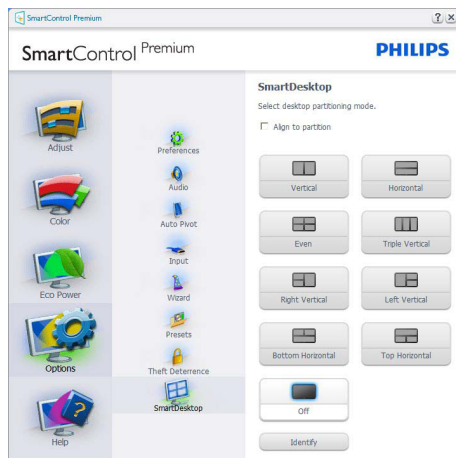 SmartControl Premium
SmartControl Premium
PHILIPS
Adjust
Color
Eco Power
Options
Help
Preferences
Audio
Auto Pivot
Input
Wizard
Presets
Theft Deterrence
SmartDesktop
SmartDesktop
Select desktop partitioning mode.
Align to partition
Vertical
Horizontal
Even
Triple Vertical
Right Vertical
Left Vertical
Bottom Horizontal
Top Horizontal
Off
Identify